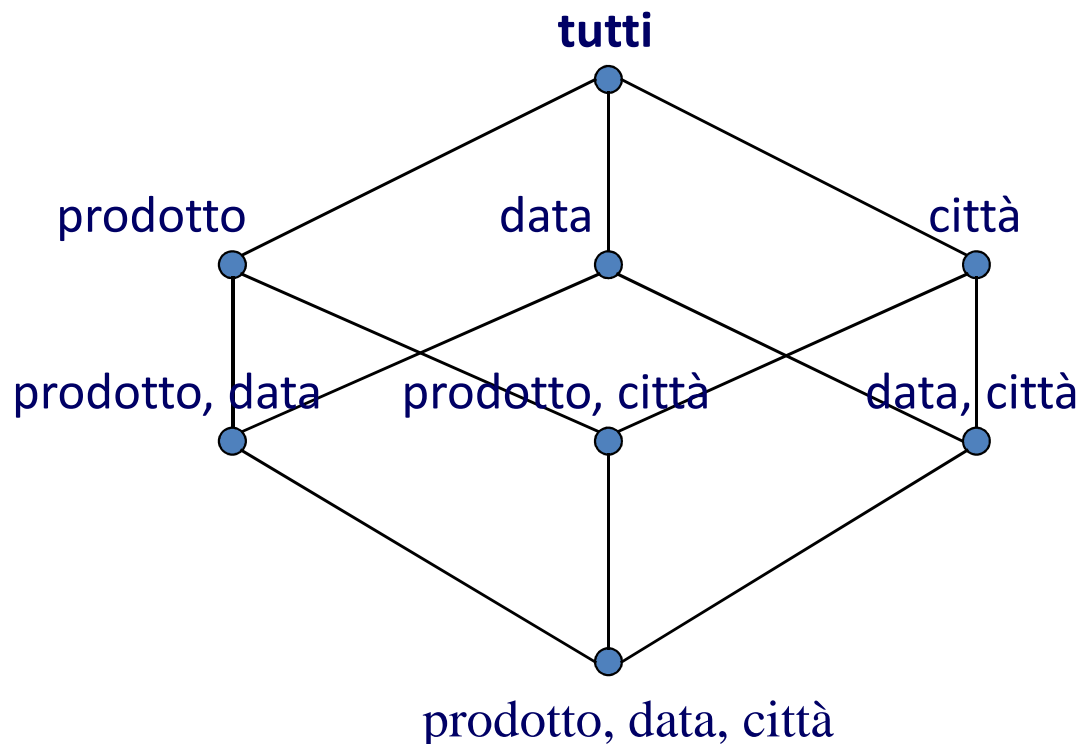 tutti
prodotto
data
città
prodotto, data
prodotto, città
data, città
prodotto, data, città